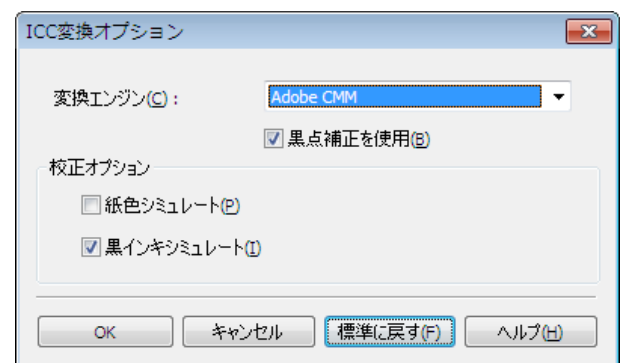 ICC変換オプション
変換エンジン(C)： Adobe CMM
黒点補正を使用(B)
校正オプション
紙色シミュレート(P)
黒インキシミュレート(I)
OK キャンセル 標準に戻す(F) ヘルプ(H)